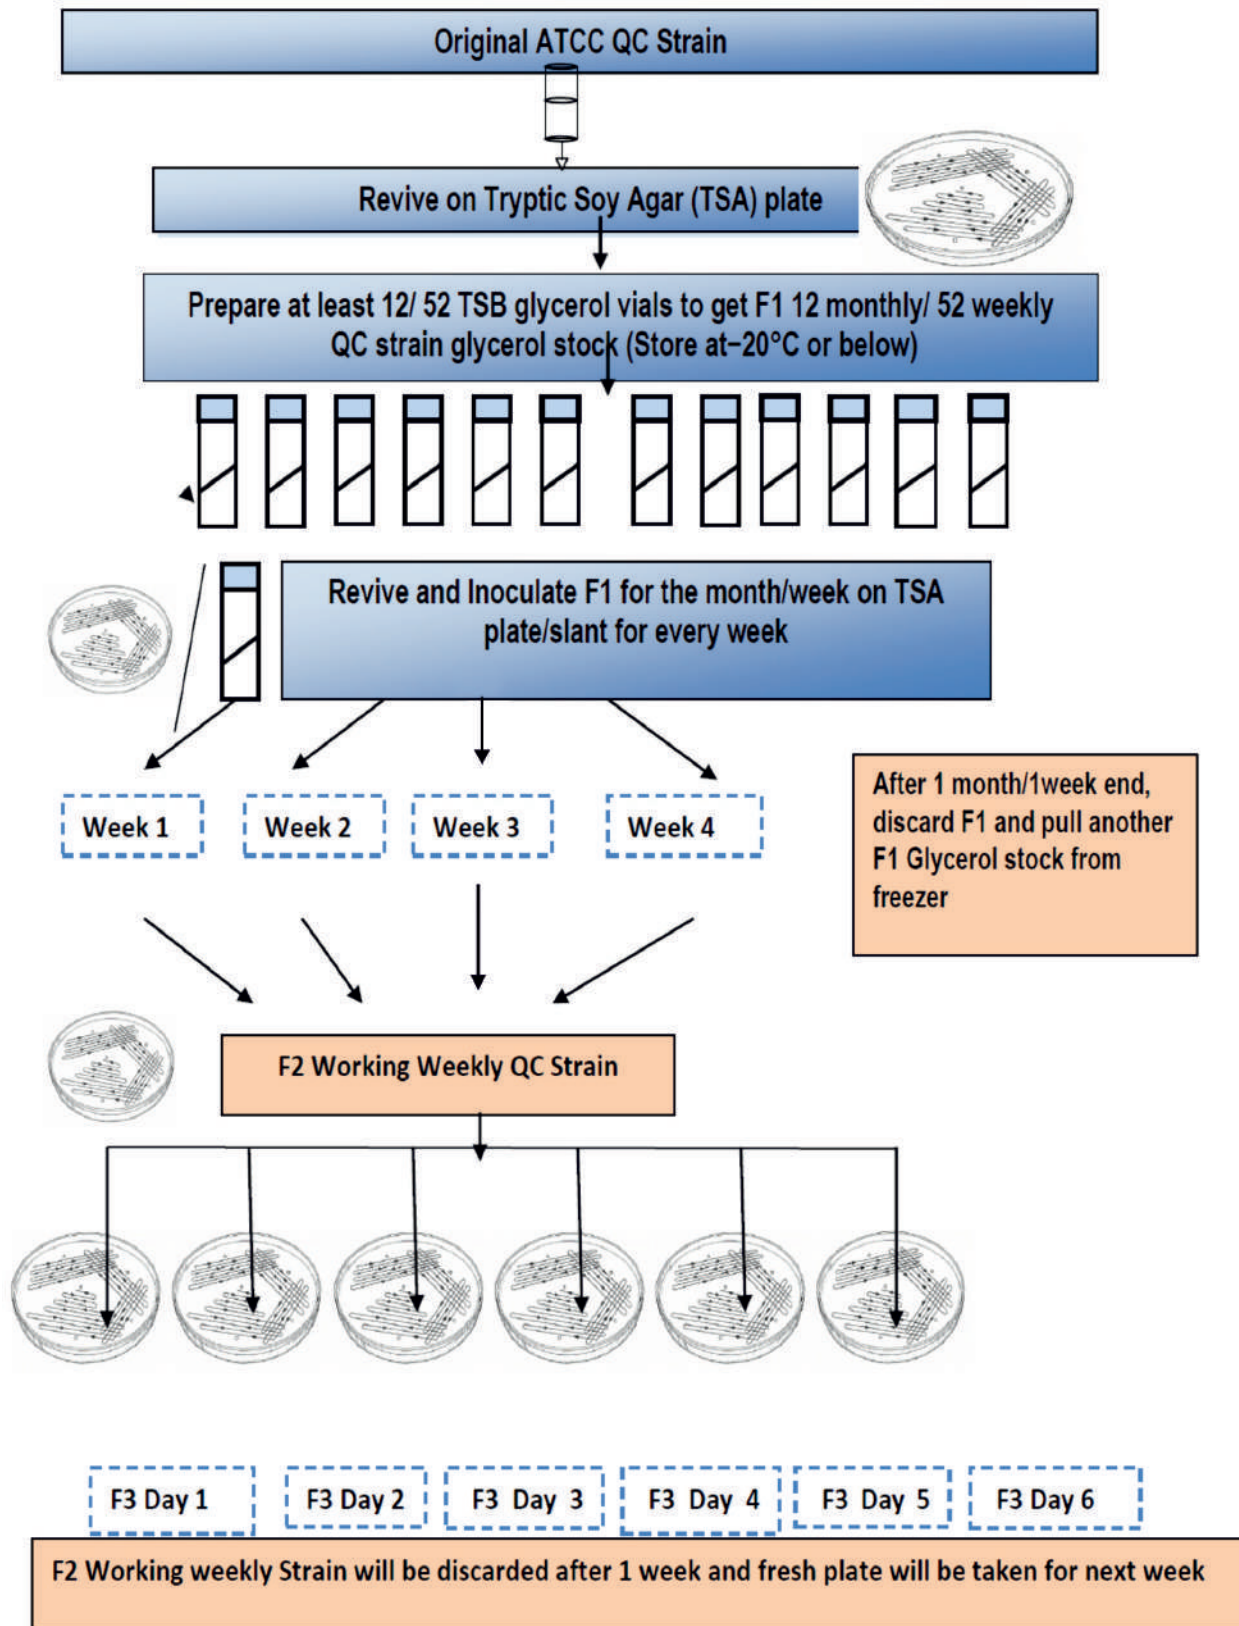 Original ATCC QC Strain
Revive on Tryptic Soy Agar (TSA) plate
Prepare at least 12/ 52 TSB glycerol vials to get F1 12 monthly/ 52 weekly
QC strain glycerol stock (Store at−20°C or below)
Revive and Inoculate F1 for the month/week on TSA
plate/slant for every week
Week 1
Week 2
Week 3
Week 4
After 1 month/1week end,
discard F1 and pull another
F1 Glycerol stock from
freezer
F2 Working Weekly QC Strain
F3 Day 1
F3 Day 2
F3 Day 3
F3 Day 4
F3 Day 5
F3 Day 6
F2 Working weekly Strain will be discarded after 1 week and fresh plate will be taken for next week